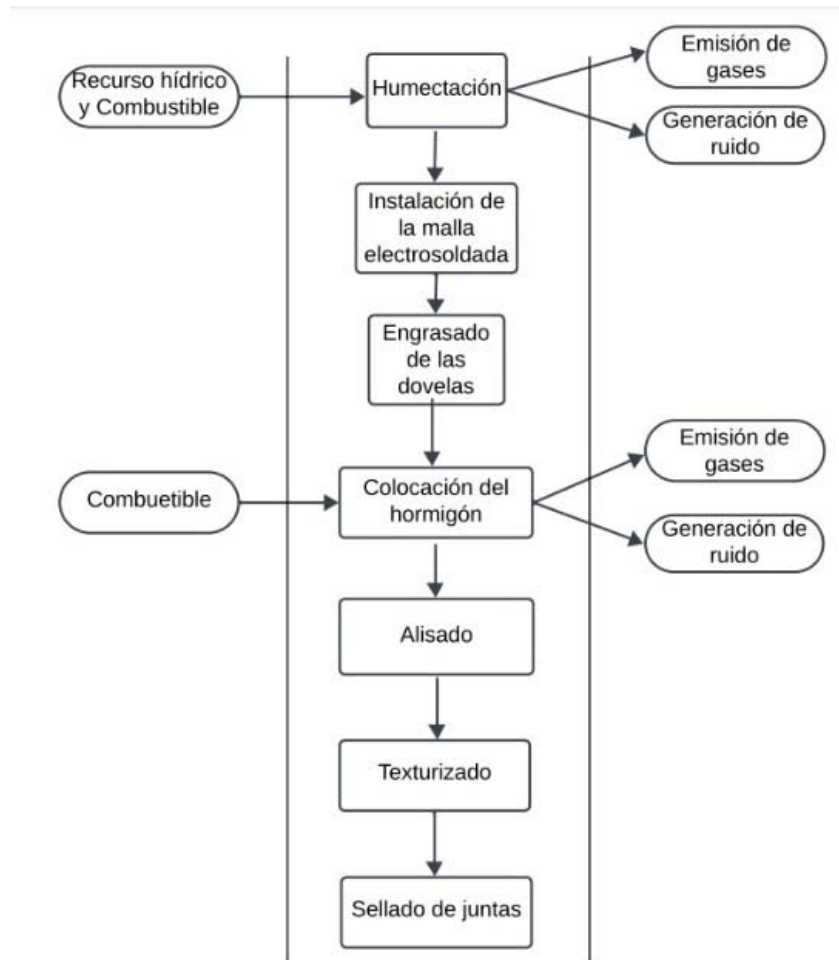 Recurso hídrico
y Combustible
Humectación
Emisión de
gases
Generación de
ruido
Instalación de
la malla
electrosoldada
Engrasado
de las
dovelas
Combuetible
Colocación del
hormigón
Emisión de
gases
Generación de
ruido
Alisado
Texturizado
Sellado de juntas